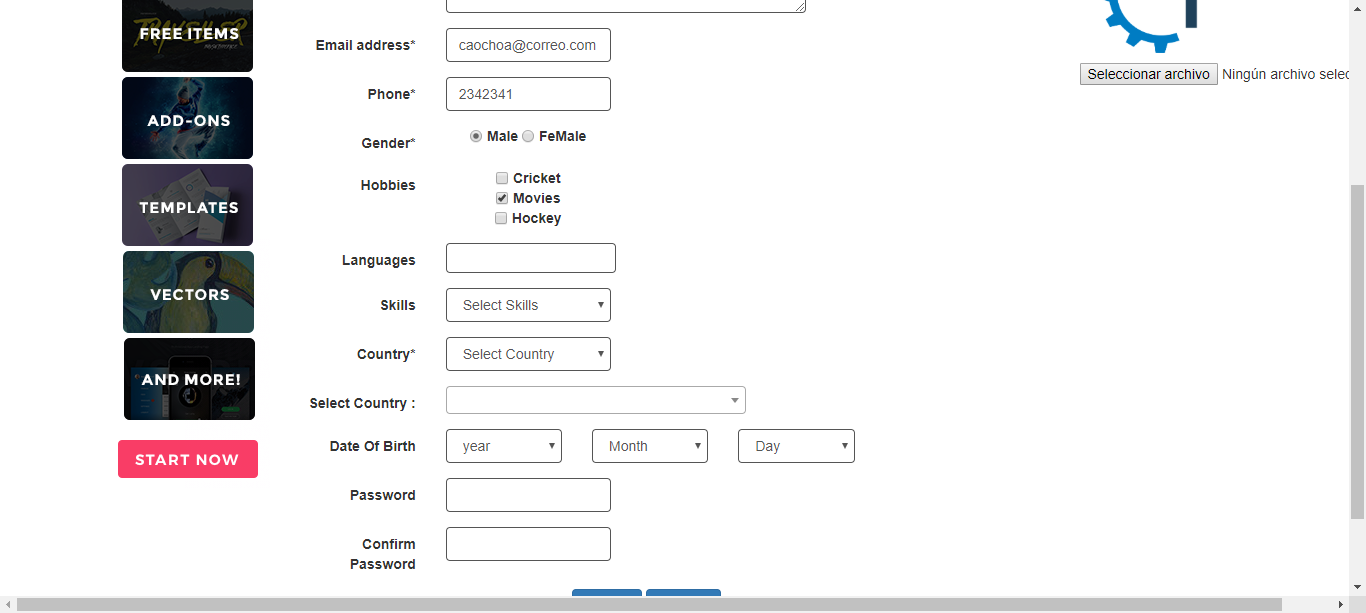 FREE ITEMS
ADD-ONS
TEMPLATES
VECTORS
AND MORE!
START NOW
Email address* caochoa@correo.com
Phone* 2342341
Gender* Male FeMale
Hobbies Cricket
Movies
Hockey
Languages
Skills Select Skills
Country* Select Country
Select Country :
Date Of Birth year Month Day
Password
Confirm
Password
Seleccionar archivo Ningún archivo selec